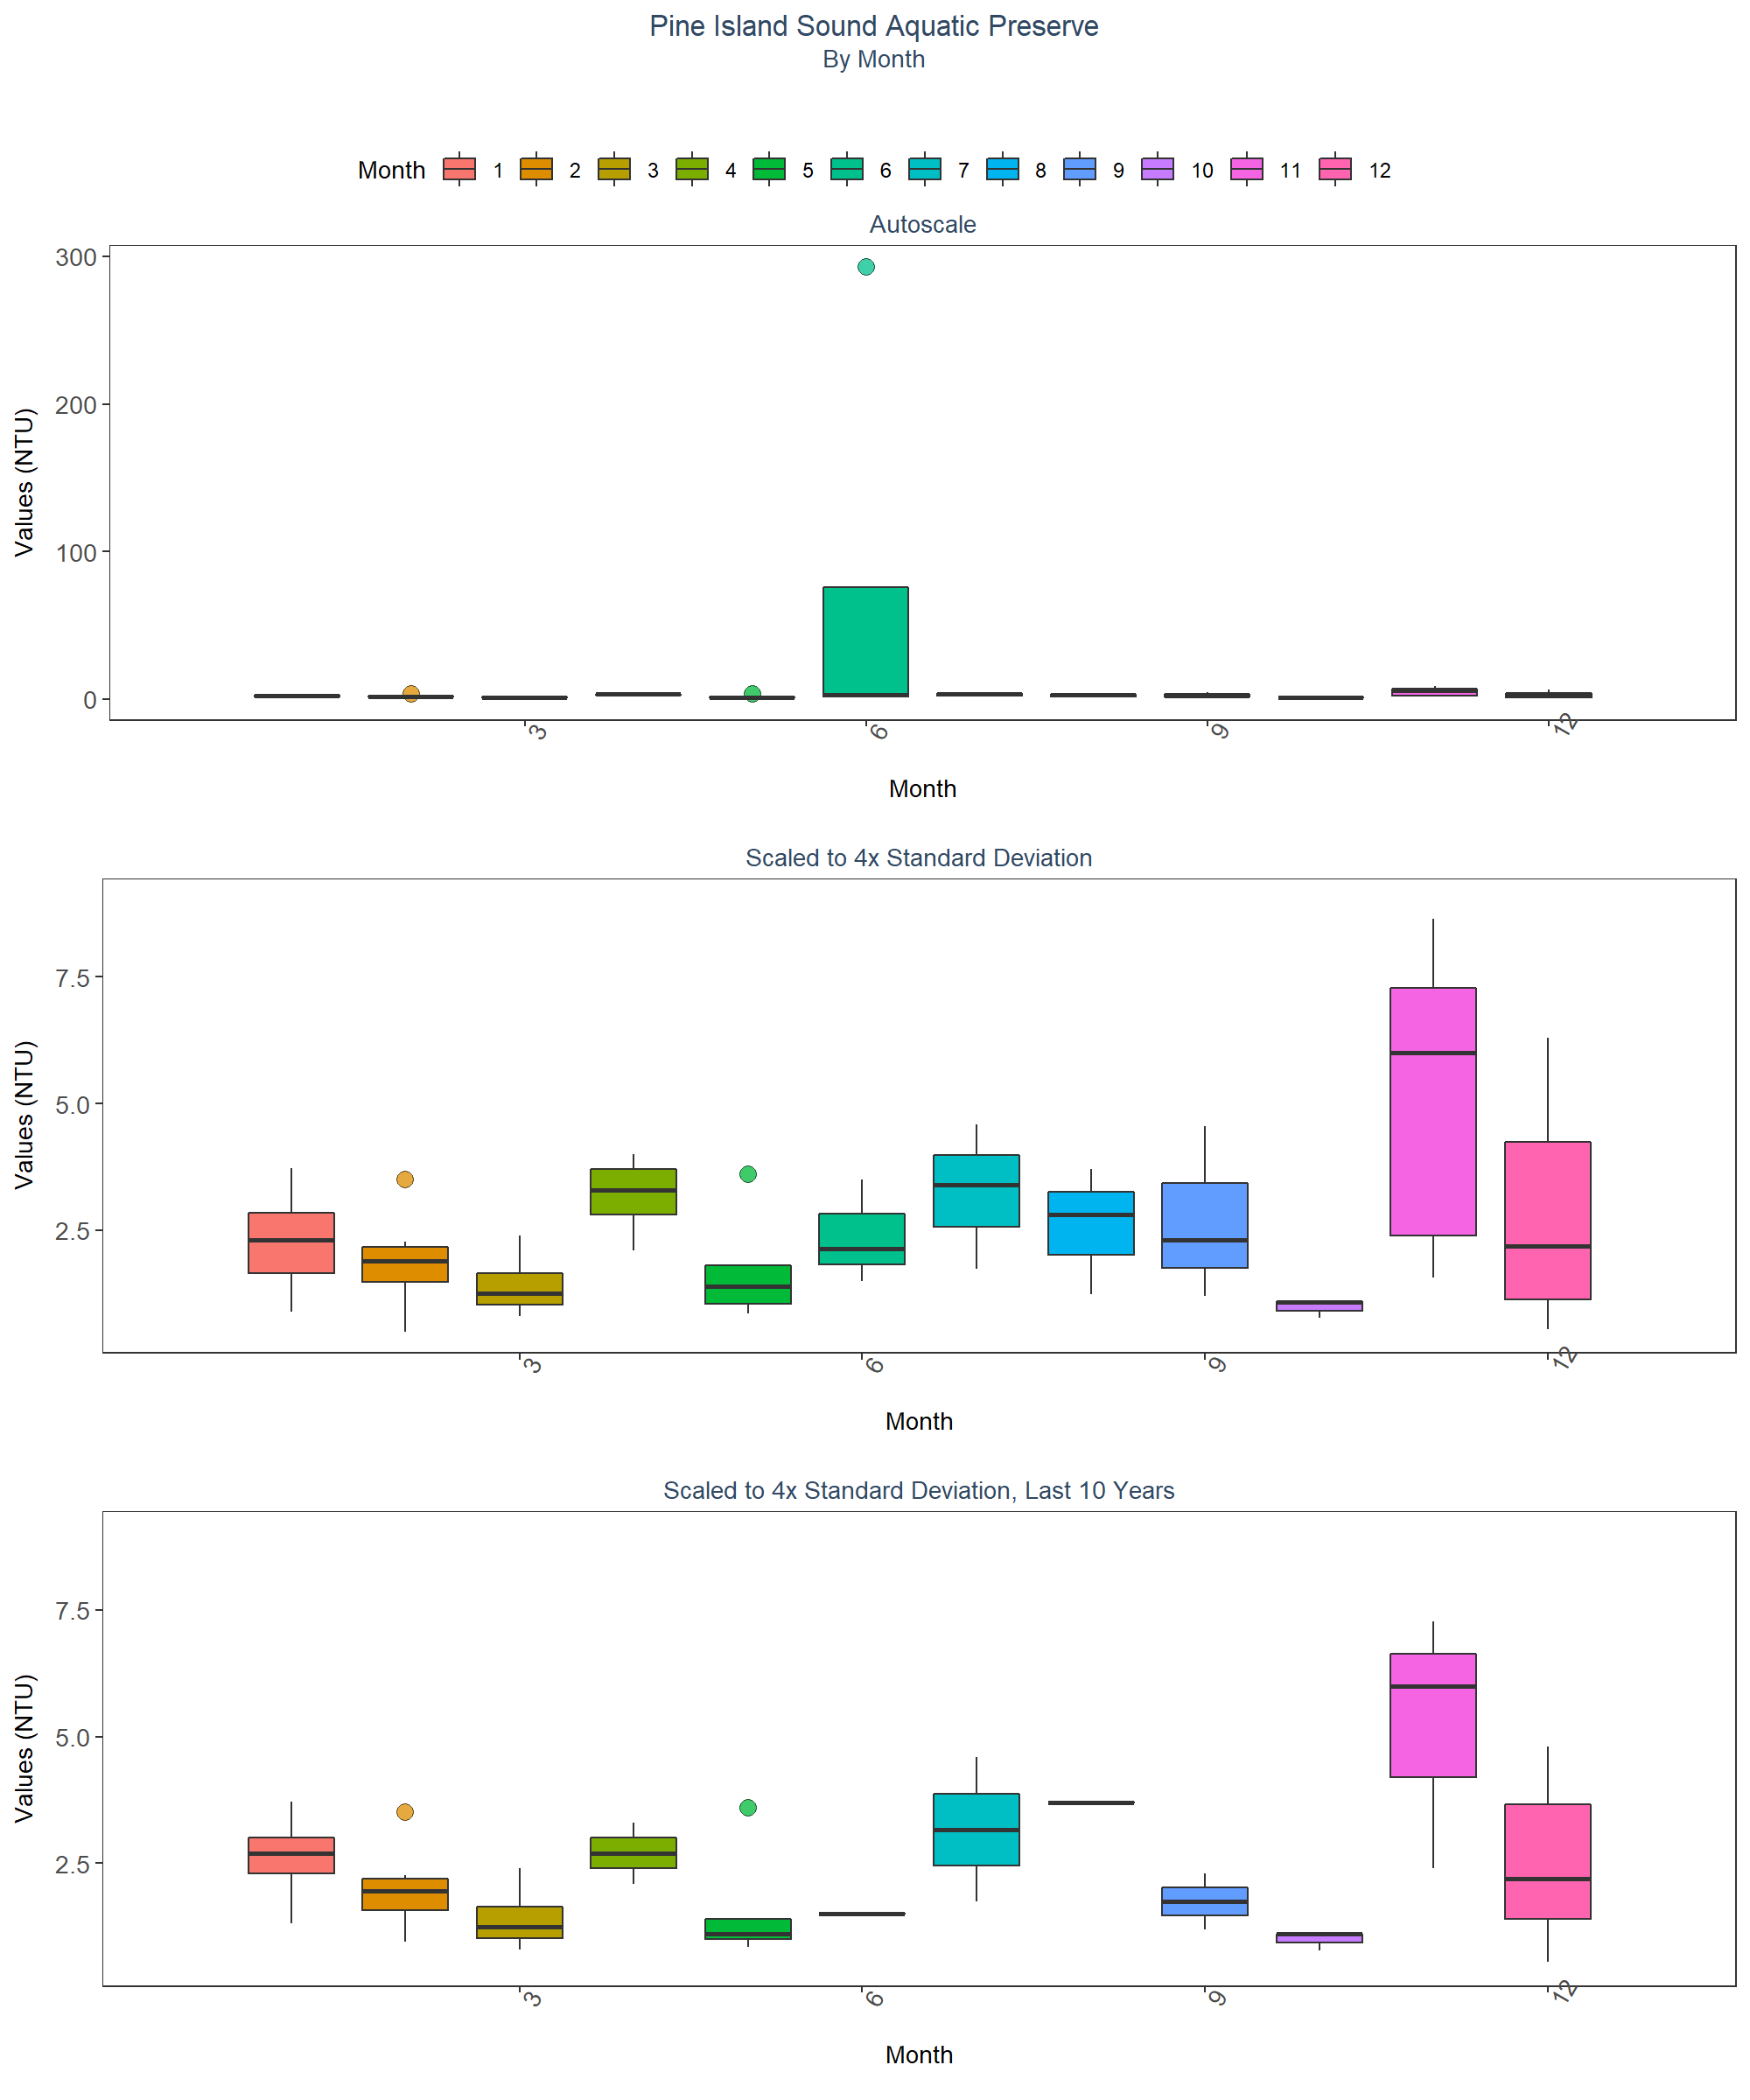 Pine Island Sound Aquatic Preserve
By Month
Month 1 2 3 4 5 6 7 8 9 10 11 12
Autoscale
Values (NTU)
300
200
100
0
3 6 9 12
Month
Scaled to 4x Standard Deviation
Values (NTU)
7.5
5.0
2.5
3 6 9 12
Month
Scaled to 4x Standard Deviation, Last 10 Years
Values (NTU)
7.5
5.0
2.5
3 6 9 12
Month